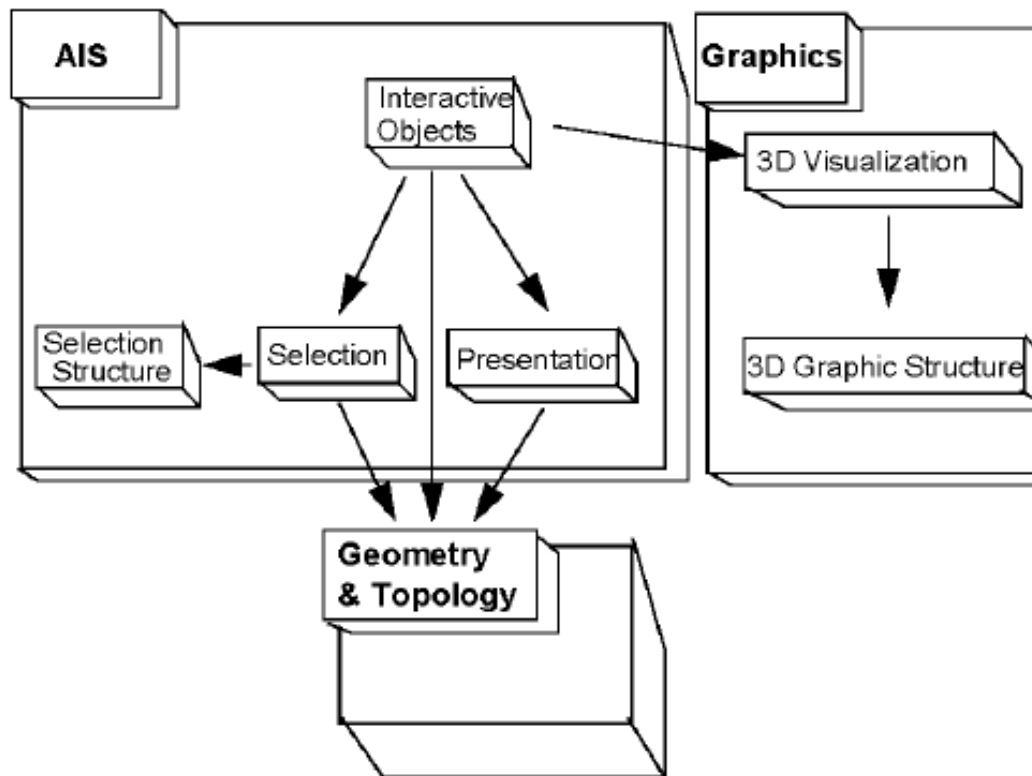 AIS
Graphics
Interactive
Objects
3D Visualization
Selection
Structure
Selection
Presentation
3D Graphic Structure
Geometry
& Topology